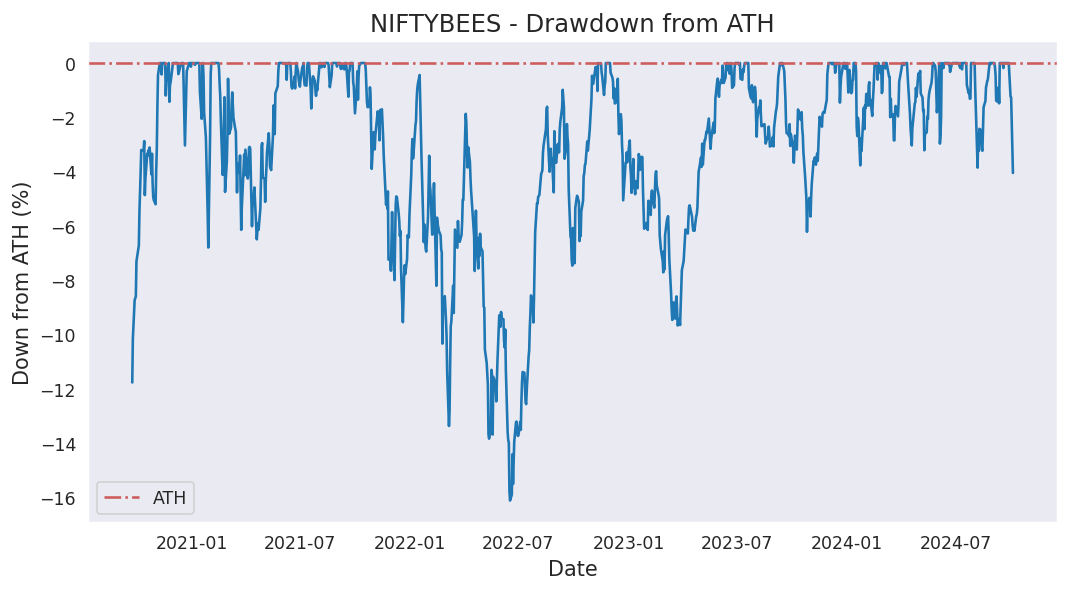 NIFTYBEES - Drawdown from ATH
Down from ATH (%)
0
−2
−4
−6
−8
−10
−12
−14
−16
ATH
2021-01 2021-07 2022-01 2022-07 2023-01 2023-07 2024-01 2024-07
Date